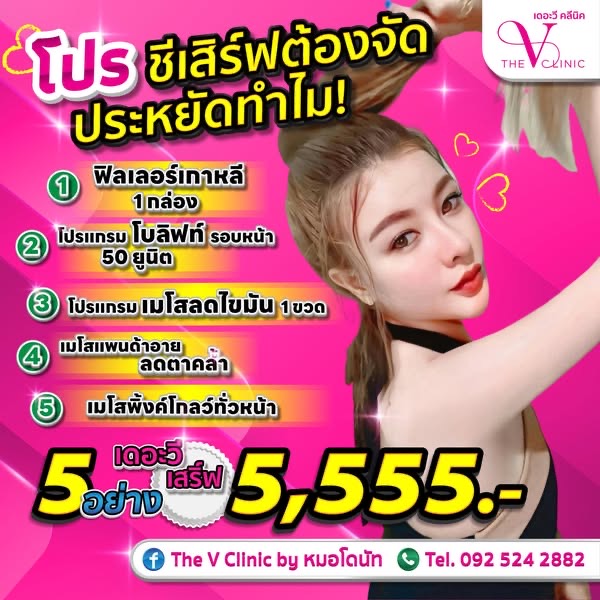 เดอะวี คลีนิค
THE V CLINIC
โปร ชีเสิร์ฟต้องจัด
ประหยัดทำไม!
1 ฟิลเลอร์เกาหลี
1 กล่อง
2 โปรแกรม โบลิฟท์ รอบหน้า
50 ยูนิต
3 โปรแกรม เมโสลดไขมัน 1 ขวด
4 เมโสแพนด้าอาย
ลดตาคล้ำ
5 เมโสพิ้งค์โกลว์ทั่วหน้า
5 อย่าง เดอะวี เสิร์ฟ 5,555.-
The V Clinic by หมอโดนัท Tel. 092 524 2882